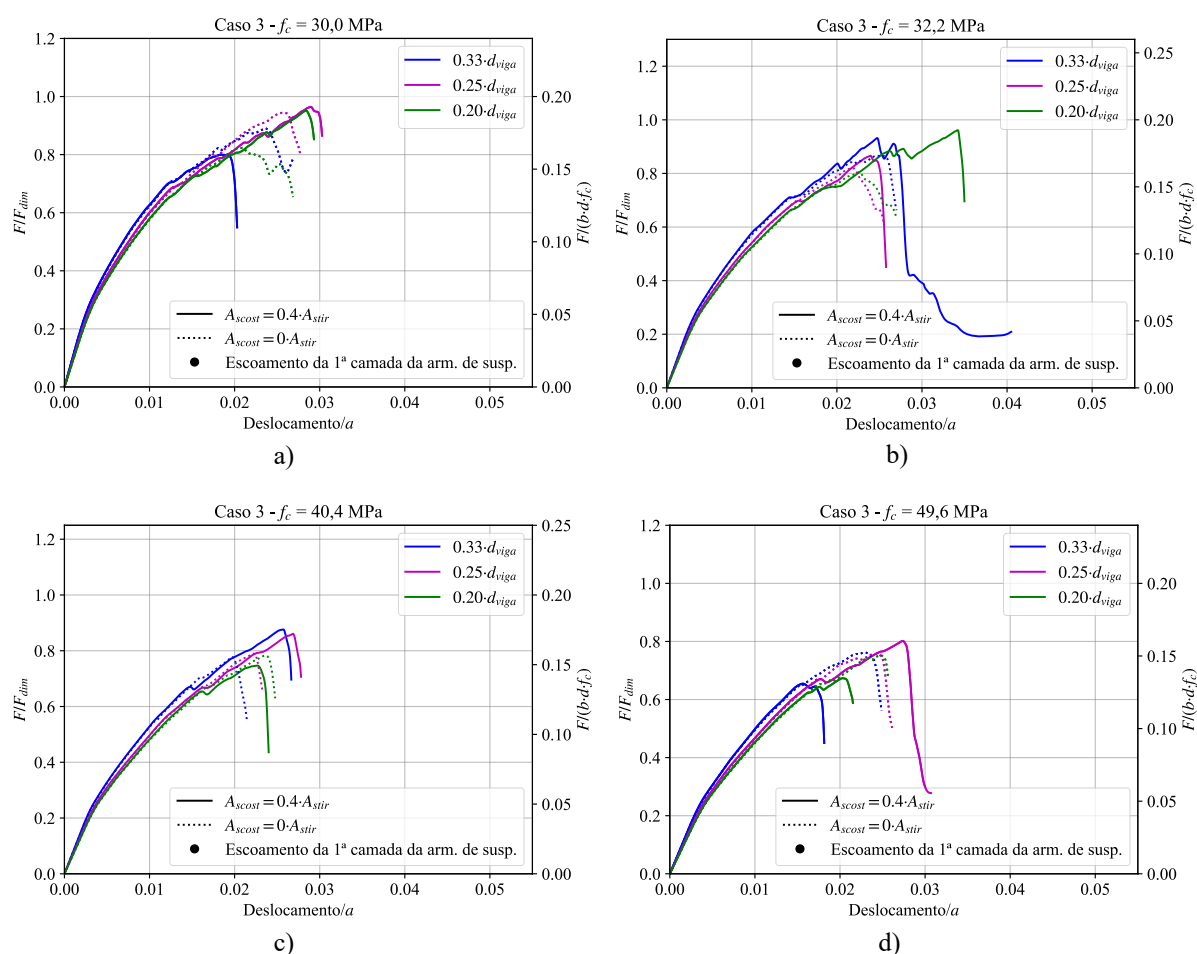 Caso 3 - f_c = 30,0 MPa
1.2
1.0
0.8
0.6
0.4
0.2
0.0
F/F_dim
0.20
0.15
0.10
0.05
0.00
F/(b·d·f_c)
0.33·d_viga
0.25·d_viga
0.20·d_viga
A_scost = 0.4·A_stir
A_scost = 0·A_stir
Escoamento da 1ª camada da arm. de susp.
0.00 0.01 0.02 0.03 0.04 0.05
Deslocamento/a
a)
Caso 3 - f_c = 32,2 MPa
1.2
1.0
0.8
0.6
0.4
0.2
0.0
F/F_dim
0.25
0.20
0.15
0.10
0.05
0.00
F/(b·d·f_c)
0.33·d_viga
0.25·d_viga
0.20·d_viga
A_scost = 0.4·A_stir
A_scost = 0·A_stir
Escoamento da 1ª camada da arm. de susp.
0.00 0.01 0.02 0.03 0.04 0.05
Deslocamento/a
b)
Caso 3 - f_c = 40,4 MPa
1.2
1.0
0.8
0.6
0.4
0.2
0.0
F/F_dim
0.25
0.20
0.15
0.10
0.05
0.00
F/(b·d·f_c)
0.33·d_viga
0.25·d_viga
0.20·d_viga
A_scost = 0.4·A_stir
A_scost = 0·A_stir
Escoamento da 1ª camada da arm. de susp.
0.00 0.01 0.02 0.03 0.04 0.05
Deslocamento/a
c)
Caso 3 - f_c = 49,6 MPa
1.2
1.0
0.8
0.6
0.4
0.2
0.0
F/F_dim
0.20
0.15
0.10
0.05
0.00
F/(b·d·f_c)
0.33·d_viga
0.25·d_viga
0.20·d_viga
A_scost = 0.4·A_stir
A_scost = 0·A_stir
Escoamento da 1ª camada da arm. de susp.
0.00 0.01 0.02 0.03 0.04 0.05
Deslocamento/a
d)